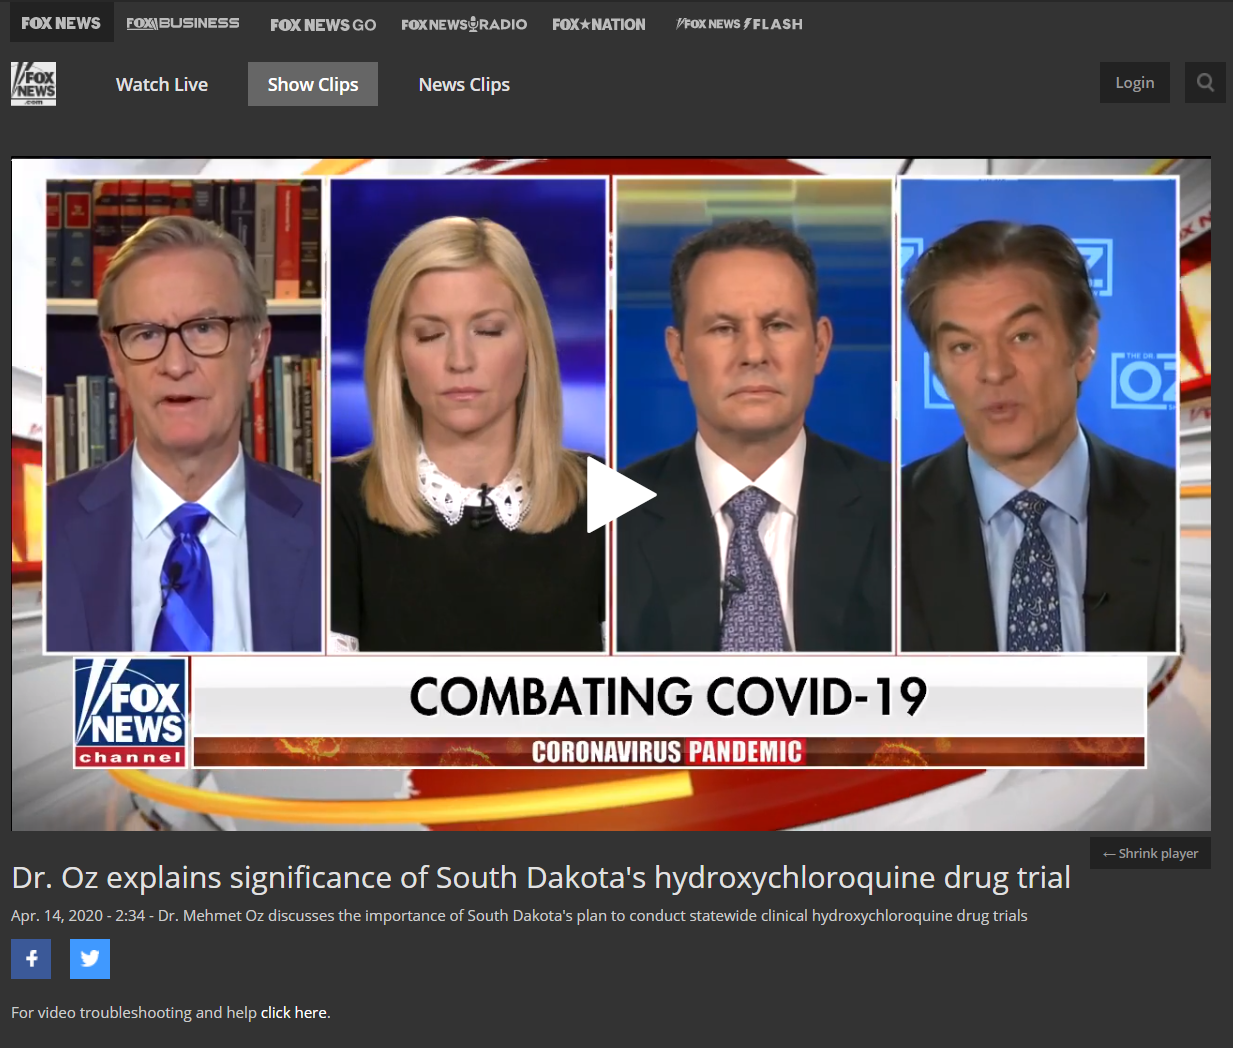 FOX NEWS
FOX BUSINESS
FOX NEWS GO
FOX NEWS RADIO
FOX★NATION
FOX NEWS FLASH
FOX
NEWS
.com
Watch Live
Show Clips
News Clips
Login
THE DR.
OZ
COMBATING COVID-19
FOX
NEWS
channel
CORONAVIRUS PANDEMIC
← Shrink player
Dr. Oz explains significance of South Dakota's hydroxychloroquine drug trial
Apr. 14, 2020 - 2:34 - Dr. Mehmet Oz discusses the importance of South Dakota's plan to conduct statewide clinical hydroxychloroquine drug trials
For video troubleshooting and help click here.